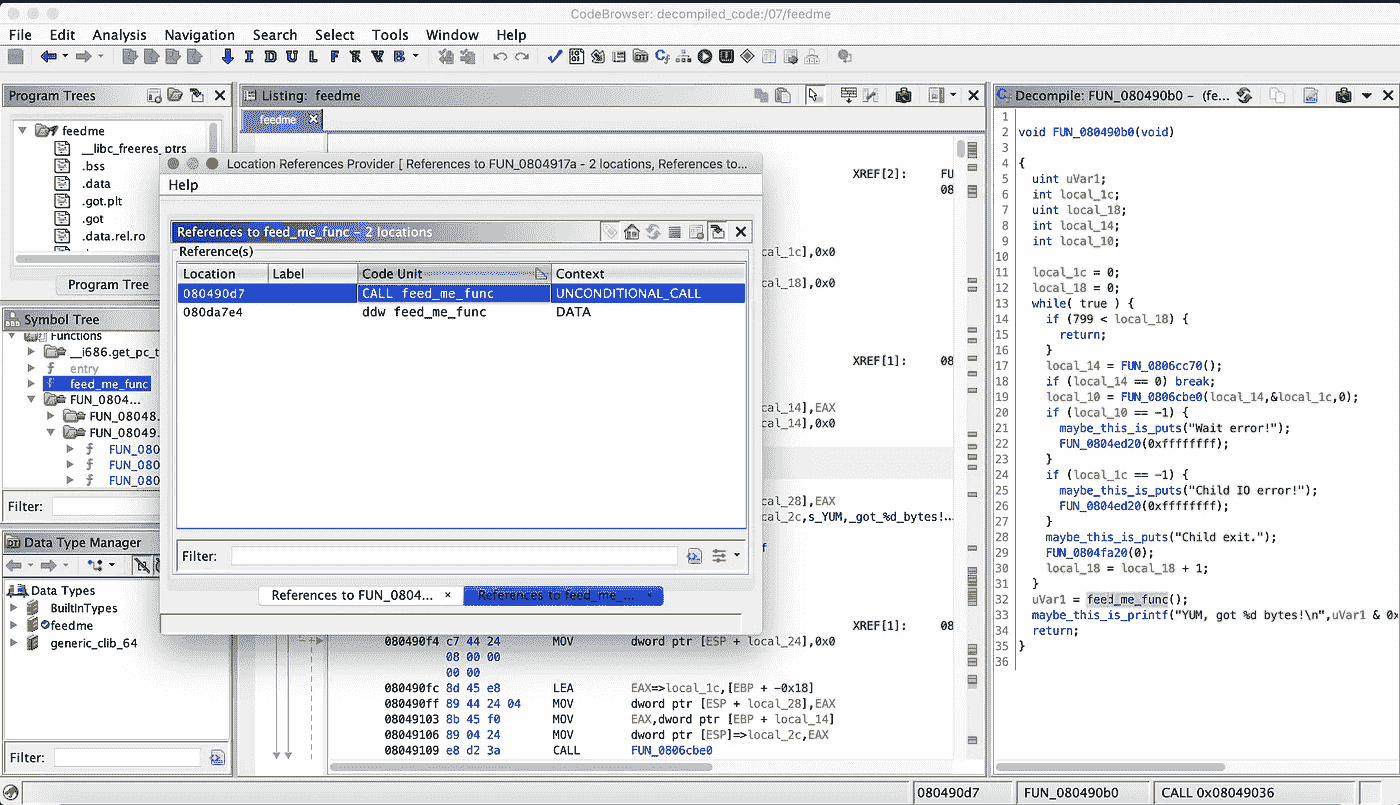 CodeBrowser: decompiled_code:/07/feedme
File Edit Analysis Navigation Search Select Tools Window Help
I D U L F B
Program Trees
feedme
__libc_freeres_ptrs
.bss
.data
.got.plt
.got
.data.rel.ro
Program Tree
Symbol Tree
Functions
__i686.get_pc_t
entry
feed_me_func
FUN_0804...
FUN_08048.
FUN_08049.
FUN_080
FUN_080
FUN_080
Filter:
Data Type Manager
Data Types
BuiltInTypes
feedme
generic_clib_64
Filter:
Listing: feedme
feedme
XREF[2]: FU
08
cal_1c],0x0
cal_18],0x0
XREF[1]: 08
cal_14],EAX
cal_14],0x0
cal_28],EAX
cal_2c,s_YUM,_got_%d_bytes!..
f
XREF[1]: 08
080490f4 c7 44 24 MOV dword ptr [ESP + local_24],0x0
08 00 00
00 00
080490fc 8d 45 e8 LEA EAX=>local_1c,[EBP + -0x18]
080490ff 89 44 24 04 MOV dword ptr [ESP + local_28],EAX
08049103 8b 45 f0 MOV EAX,dword ptr [EBP + local_14]
08049106 89 04 24 MOV dword ptr [ESP]=>local_2c,EAX
08049109 e8 d2 3a CALL FUN_0806cbe0
Location References Provider [ References to FUN_0804917a - 2 locations, References to...
Help
References to feed_me_func - 2 locations
Reference(s)
Location Label Code Unit Context
080490d7 CALL feed_me_func UNCONDITIONAL_CALL
080da7e4 ddw feed_me_func DATA
Filter:
References to FUN_0804... × References to feed_me_... ×
Decompile: FUN_080490b0 - (fe...
1
2 void FUN_080490b0(void)
3
4 {
5 uint uVar1;
6 int local_1c;
7 uint local_18;
8 int local_14;
9 int local_10;
10
11 local_1c = 0;
12 local_18 = 0;
13 while( true ) {
14 if (799 < local_18) {
15 return;
16 }
17 local_14 = FUN_0806cc70();
18 if (local_14 == 0) break;
19 local_10 = FUN_0806cbe0(local_14,&local_1c,0);
20 if (local_10 == -1) {
21 maybe_this_is_puts("Wait error!");
22 FUN_0804ed20(0xffffffff);
23 }
24 if (local_1c == -1) {
25 maybe_this_is_puts("Child IO error!");
26 FUN_0804ed20(0xffffffff);
27 }
28 maybe_this_is_puts("Child exit.");
29 FUN_0804fa20(0);
30 local_18 = local_18 + 1;
31 }
32 uVar1 = feed_me_func();
33 maybe_this_is_printf("YUM, got %d bytes!\n",uVar1 & 0x
34 return;
35 }
36
080490d7 FUN_080490b0 CALL 0x08049036